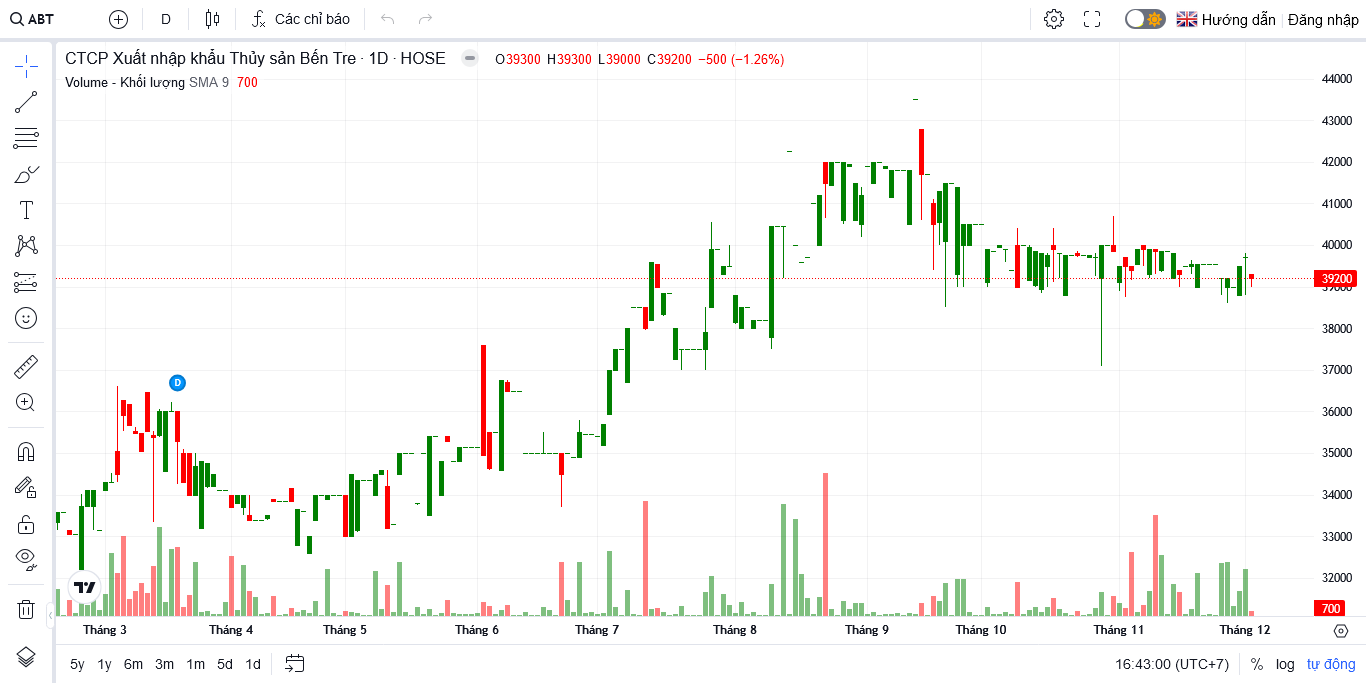 ABT D Các chỉ báo Hướng dẫn Đăng nhập
CTCP Xuất nhập khẩu Thủy sản Bến Tre · 1D · HOSE O39300 H39300 L39000 C39200 −500 (−1.26%)
Volume - Khối lượng SMA 9 700
44000
43000
42000
41000
40000
39200
39000
38000
37000
D
36000
35000
34000
33000
32000
700
Tháng 3 Tháng 4 Tháng 5 Tháng 6 Tháng 7 Tháng 8 Tháng 9 Tháng 10 Tháng 11 Tháng 12
5y 1y 6m 3m 1m 5d 1d 16:43:00 (UTC+7) % log tự động